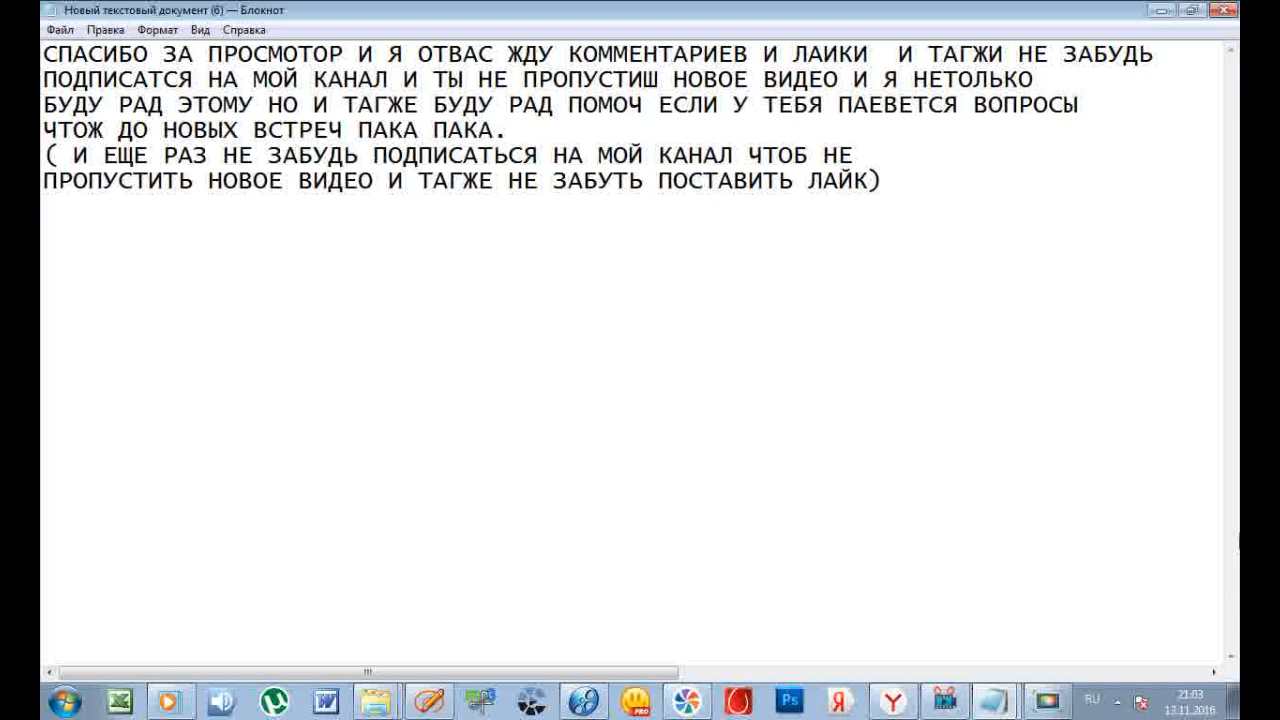 Новый текстовый документ (6) — Блокнот
Файл Правка Формат Вид Справка
СПАСИБО ЗА ПРОСМОТОР И Я ОТВАС ЖДУ КОММЕНТАРИЕВ И ЛАИКИ  И ТАГЖИ НЕ ЗАБУДЬ
ПОДПИСАТСЯ НА МОЙ КАНАЛ И ТЫ НЕ ПРОПУСТИШ НОВОЕ ВИДЕО И Я НЕТОЛЬКО
БУДУ РАД ЭТОМУ НО И ТАГЖЕ БУДУ РАД ПОМОЧ ЕСЛИ У ТЕБЯ ПАЕВЕТСЯ ВОПРОСЫ
ЧТОЖ ДО НОВЫХ ВСТРЕЧ ПАКА ПАКА.
( И ЕЩЕ РАЗ НЕ ЗАБУДЬ ПОДПИСАТЬСЯ НА МОЙ КАНАЛ ЧТОБ НЕ
ПРОПУСТИТЬ НОВОЕ ВИДЕО И ТАГЖЕ НЕ ЗАБУТЬ ПОСТАВИТЬ ЛАЙК)
PRO Ps Я Y RU 21:03
13.11.2016